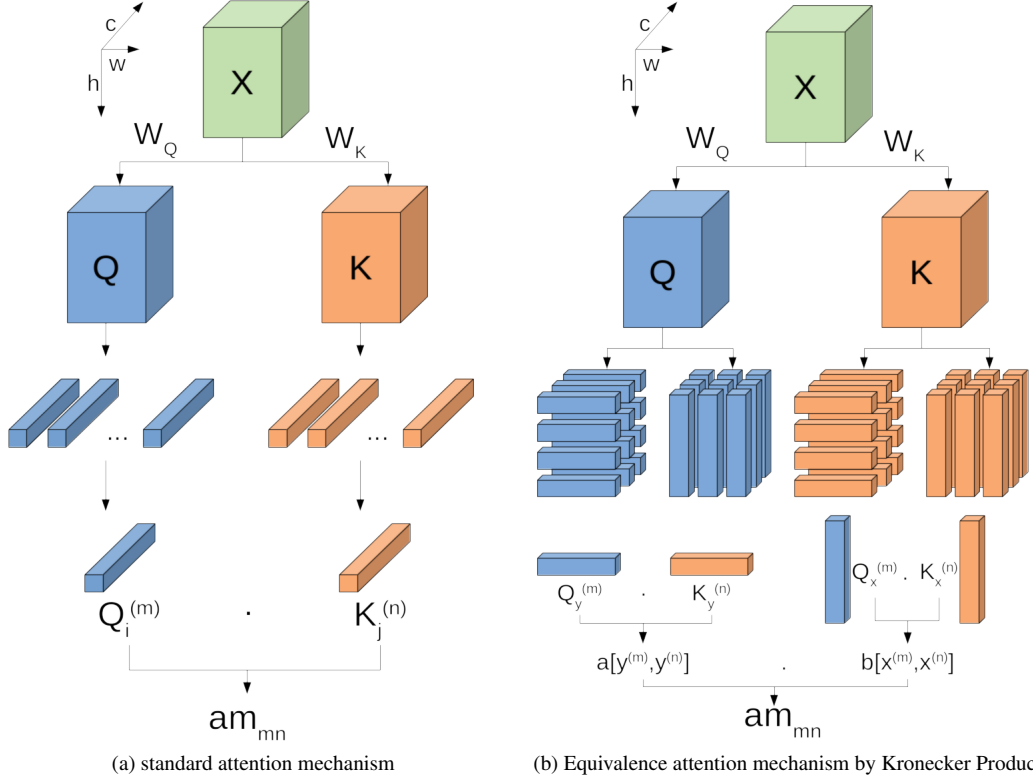 c
w
h
X
W_Q
W_K
Q
K
...
...
Q_i^(m) . K_j^(n)
am_mn
(a) standard attention mechanism
c
w
h
X
W_Q
W_K
Q
K
Q_y^(m) . K_y^(n)
Q_x^(m) . K_x^(n)
a[y^(m),y^(n)] . b[x^(m),x^(n)]
am_mn
(b) Equivalence attention mechanism by Kronecker Produc